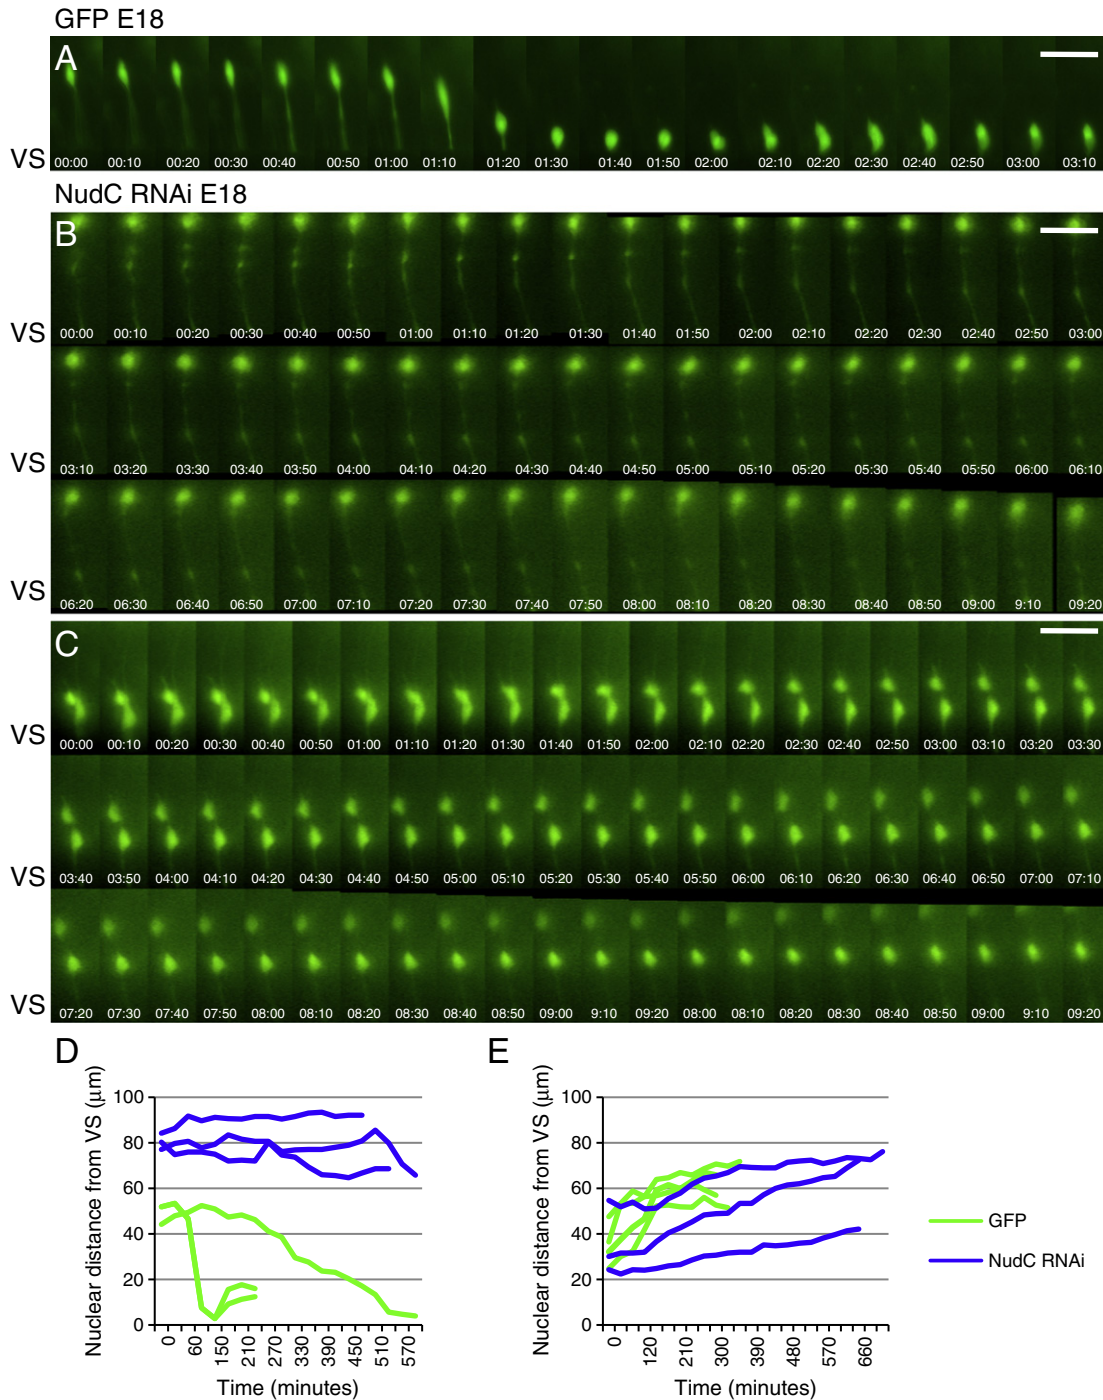 GFP E18
A
VS
00:00 00:10 00:20 00:30 00:40 00:50 01:00 01:10 01:20 01:30 01:40 01:50 02:00 02:10 02:20 02:30 02:40 02:50 03:00 03:10
NudC RNAi E18
B
VS
00:00 00:10 00:20 00:30 00:40 00:50 01:00 01:10 01:20 01:30 01:40 01:50 02:00 02:10 02:20 02:30 02:40 02:50 03:00
VS
03:10 03:20 03:30 03:40 03:50 04:00 04:10 04:20 04:30 04:40 04:50 05:00 05:10 05:20 05:30 05:40 05:50 06:00 06:10
VS
06:20 06:30 06:40 06:50 07:00 07:10 07:20 07:30 07:40 07:50 08:00 08:10 08:20 08:30 08:40 08:50 09:00 9:10 09:20
C
VS
00:00 00:10 00:20 00:30 00:40 00:50 01:00 01:10 01:20 01:30 01:40 01:50 02:00 02:10 02:20 02:30 02:40 02:50 03:00 03:10 03:20 03:30
VS
03:40 03:50 04:00 04:10 04:20 04:30 04:40 04:50 05:00 05:10 05:20 05:30 05:40 05:50 06:00 06:10 06:20 06:30 06:40 06:50 07:00 07:10
VS
07:20 07:30 07:40 07:50 08:00 08:10 08:20 08:30 08:40 08:50 09:00 9:10 09:20 08:00 08:10 08:20 08:30 08:40 08:50 09:00 9:10 09:20
D
Nuclear distance from VS (μm)
100
80
60
40
20
0
0 60 150 210 270 330 390 450 510 570
Time (minutes)
E
Nuclear distance from VS (μm)
100
80
60
40
20
0
0 120 210 300 390 480 570 660
Time (minutes)
GFP
NudC RNAi